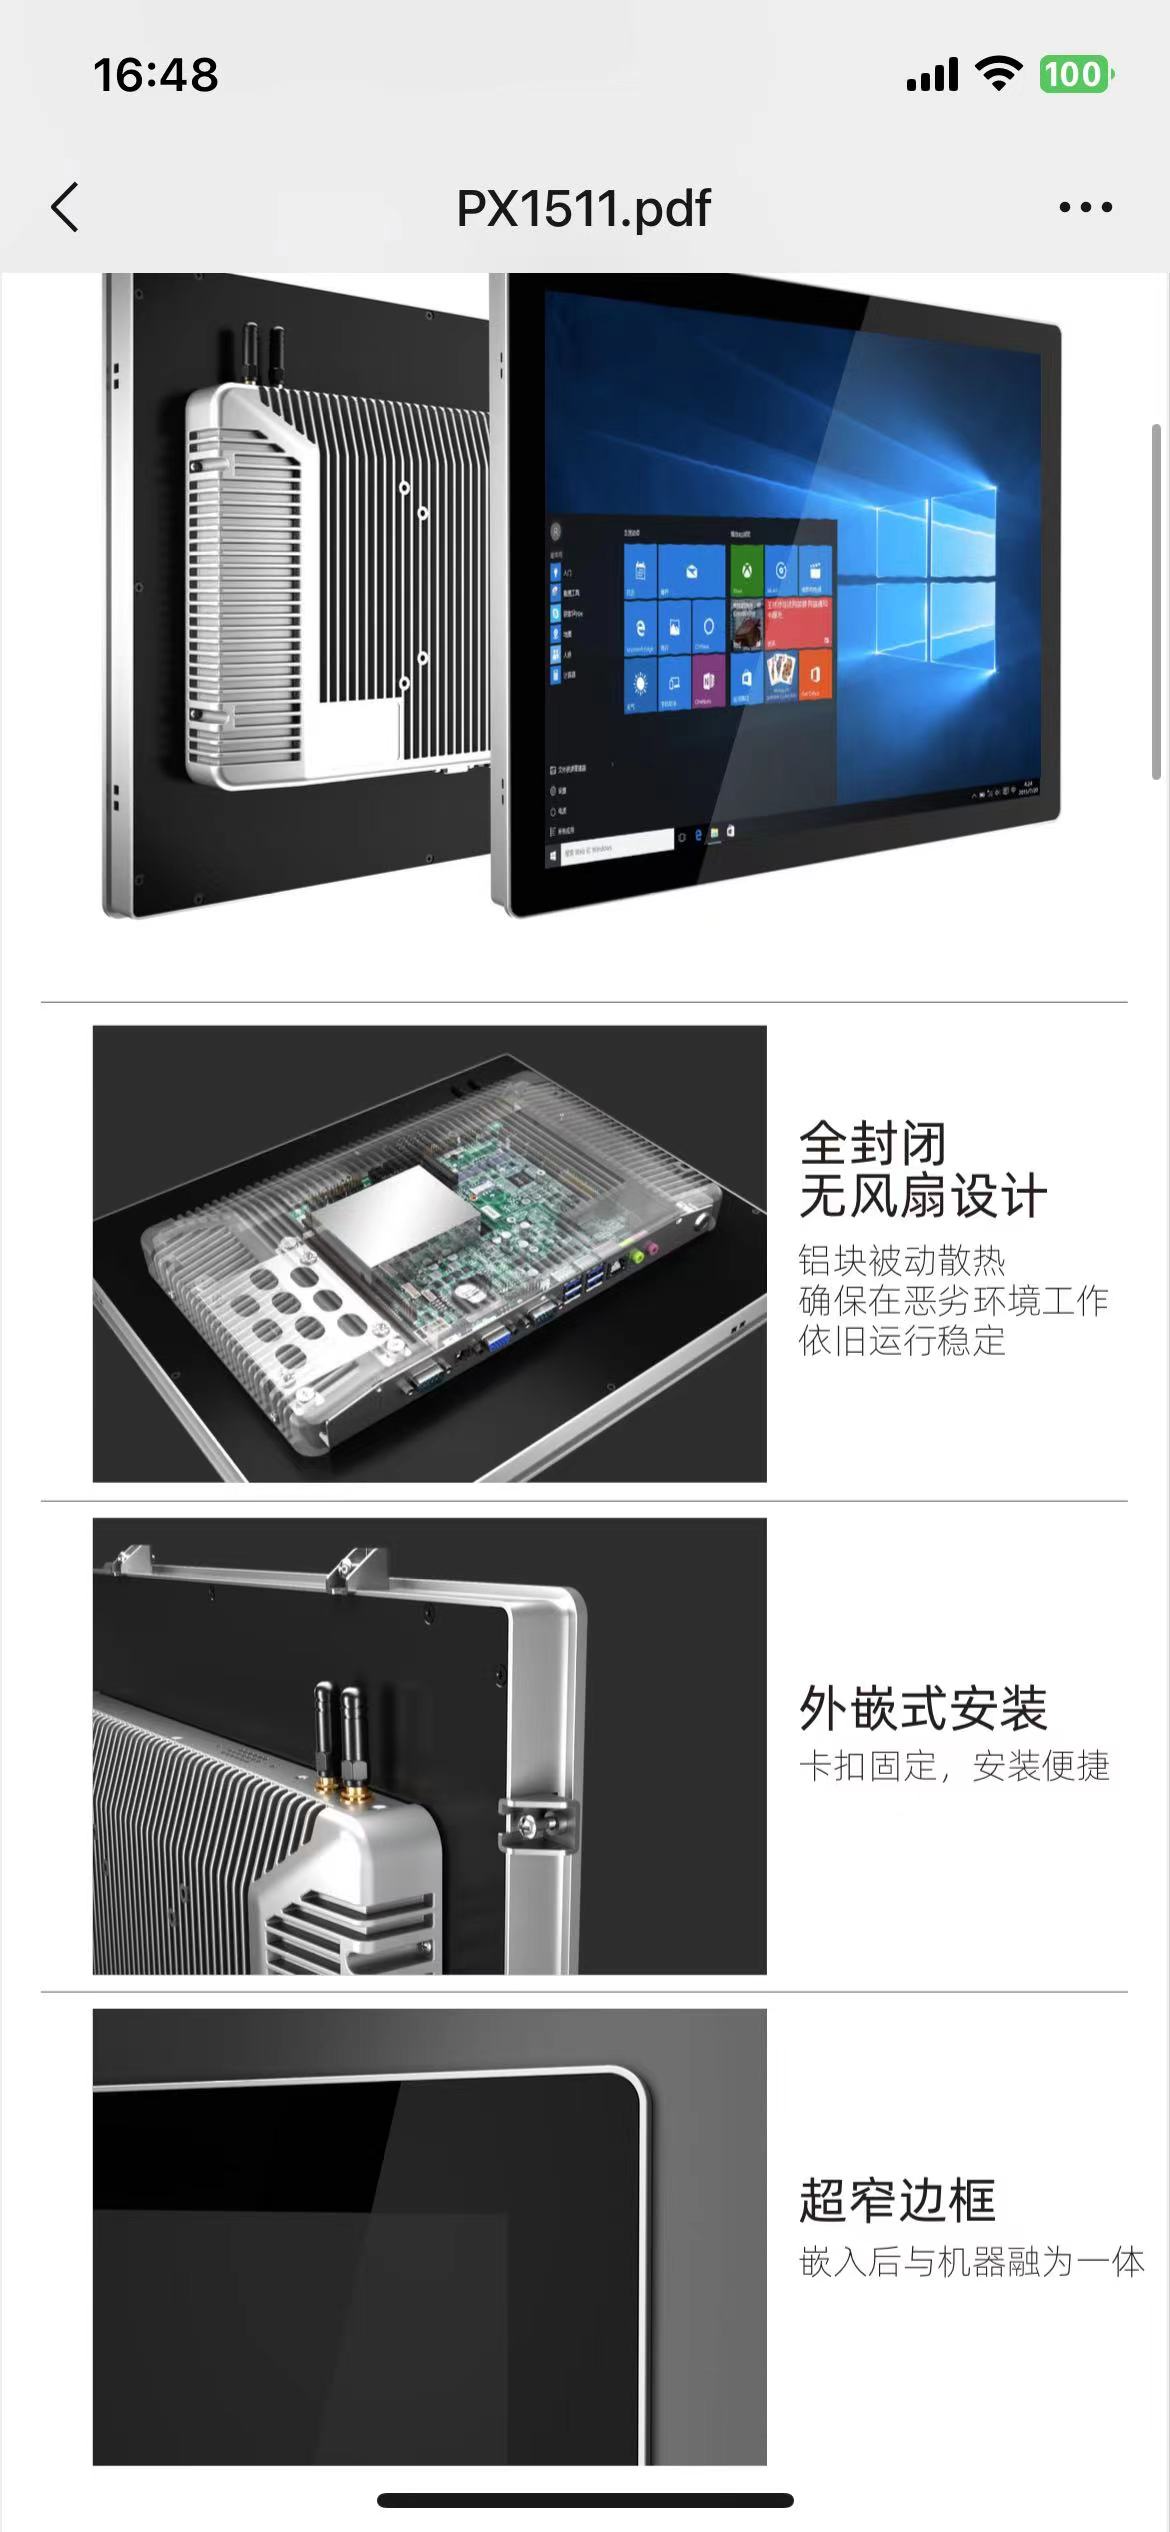 16:48
100
PX1511.pdf
全封闭
无风扇设计
铝块被动散热
确保在恶劣环境工作
依旧运行稳定
外嵌式安装
卡扣固定，安装便捷
超窄边框
嵌入后与机器融为一体